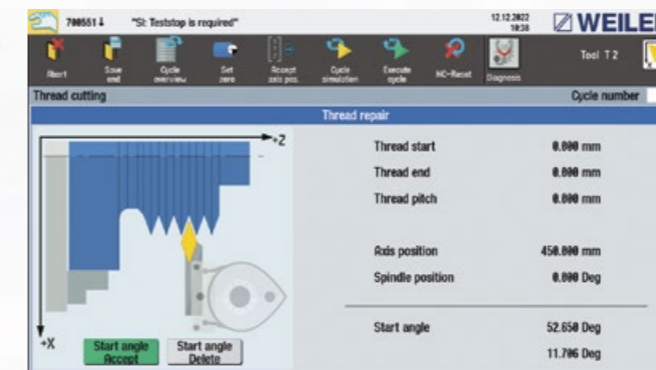 700551 ↓ "SI: Teststop is required" 12.12.2022 10:38 WEILER
Abort Save end Cycle overview Set zero Accept axis pos. Cycle simulation Execute cycle NC-Reset Diagnosis Tool T 2
Thread cutting Cycle number
Thread repair
+Z
Thread start 0.000 mm
Thread end 0.000 mm
Thread pitch 0.000 mm
Axis position 450.000 mm
Spindle position 0.000 Deg
Start angle 52.650 Deg
11.706 Deg
+X
Start angle Accept
Start angle Delete